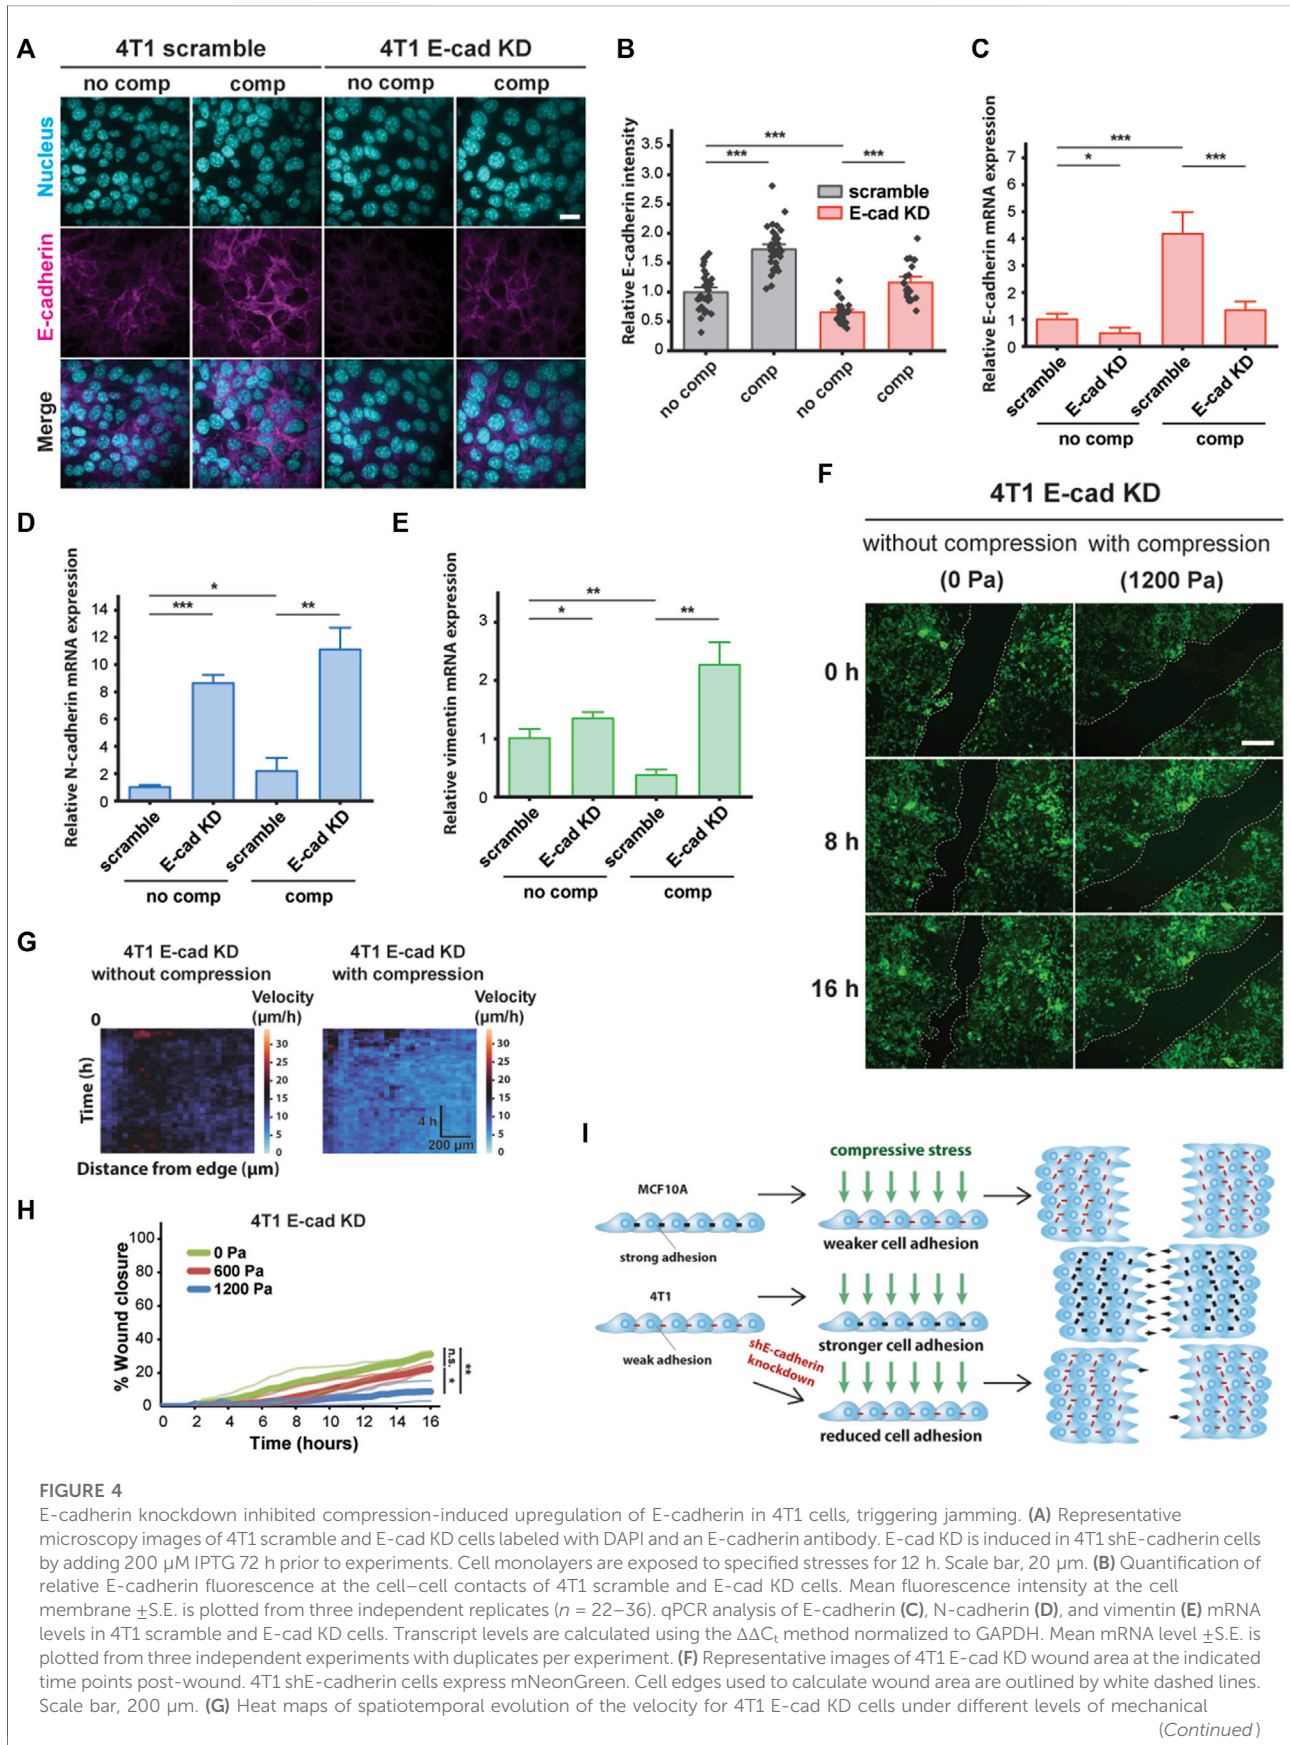 A
4T1 scramble
4T1 E-cad KD
no comp
comp
no comp
comp
Nucleus
E-cadherin
Merge
B
Relative E-cadherin intensity
3.5
3.0
2.5
2.0
1.5
1.0
0.5
0
***
***
***
scramble
E-cad KD
no comp
comp
no comp
comp
C
Relative E-cadherin mRNA expression
7
6
5
4
3
2
1
0
***
*
***
scramble
E-cad KD
scramble
E-cad KD
no comp
comp
D
Relative N-cadherin mRNA expression
14
12
10
8
6
4
2
0
*
***
**
scramble
E-cad KD
scramble
E-cad KD
no comp
comp
E
Relative vimentin mRNA expression
3
2
1
0
**
*
**
scramble
E-cad KD
scramble
E-cad KD
no comp
comp
F
4T1 E-cad KD
without compression
with compression
(0 Pa)
(1200 Pa)
0 h
8 h
16 h
G
4T1 E-cad KD
without compression
4T1 E-cad KD
with compression
Velocity
(µm/h)
Velocity
(µm/h)
0
Time (h)
30
25
20
15
10
5
0
30
25
20
15
10
5
0
4 h
200 µm
Distance from edge (µm)
H
4T1 E-cad KD
% Wound closure
100
80
60
40
20
0
0 Pa
600 Pa
1200 Pa
n.s.
*
**
0 2 4 6 8 10 12 14 16
Time (hours)
I
compressive stress
MCF10A
strong adhesion
weaker cell adhesion
4T1
weak adhesion
stronger cell adhesion
shE-cadherin
knockdown
reduced cell adhesion
FIGURE 4
E-cadherin knockdown inhibited compression-induced upregulation of E-cadherin in 4T1 cells, triggering jamming. (A) Representative
microscopy images of 4T1 scramble and E-cad KD cells labeled with DAPI and an E-cadherin antibody. E-cad KD is induced in 4T1 shE-cadherin cells
by adding 200 µM IPTG 72 h prior to experiments. Cell monolayers are exposed to specified stresses for 12 h. Scale bar, 20 µm. (B) Quantification of
relative E-cadherin fluorescence at the cell–cell contacts of 4T1 scramble and E-cad KD cells. Mean fluorescence intensity at the cell
membrane ±S.E. is plotted from three independent replicates (n = 22–36). qPCR analysis of E-cadherin (C), N-cadherin (D), and vimentin (E) mRNA
levels in 4T1 scramble and E-cad KD cells. Transcript levels are calculated using the ΔΔCt method normalized to GAPDH. Mean mRNA level ±S.E. is
plotted from three independent experiments with duplicates per experiment. (F) Representative images of 4T1 E-cad KD wound area at the indicated
time points post-wound. 4T1 shE-cadherin cells express mNeonGreen. Cell edges used to calculate wound area are outlined by white dashed lines.
Scale bar, 200 µm. (G) Heat maps of spatiotemporal evolution of the velocity for 4T1 E-cad KD cells under different levels of mechanical
(Continued)